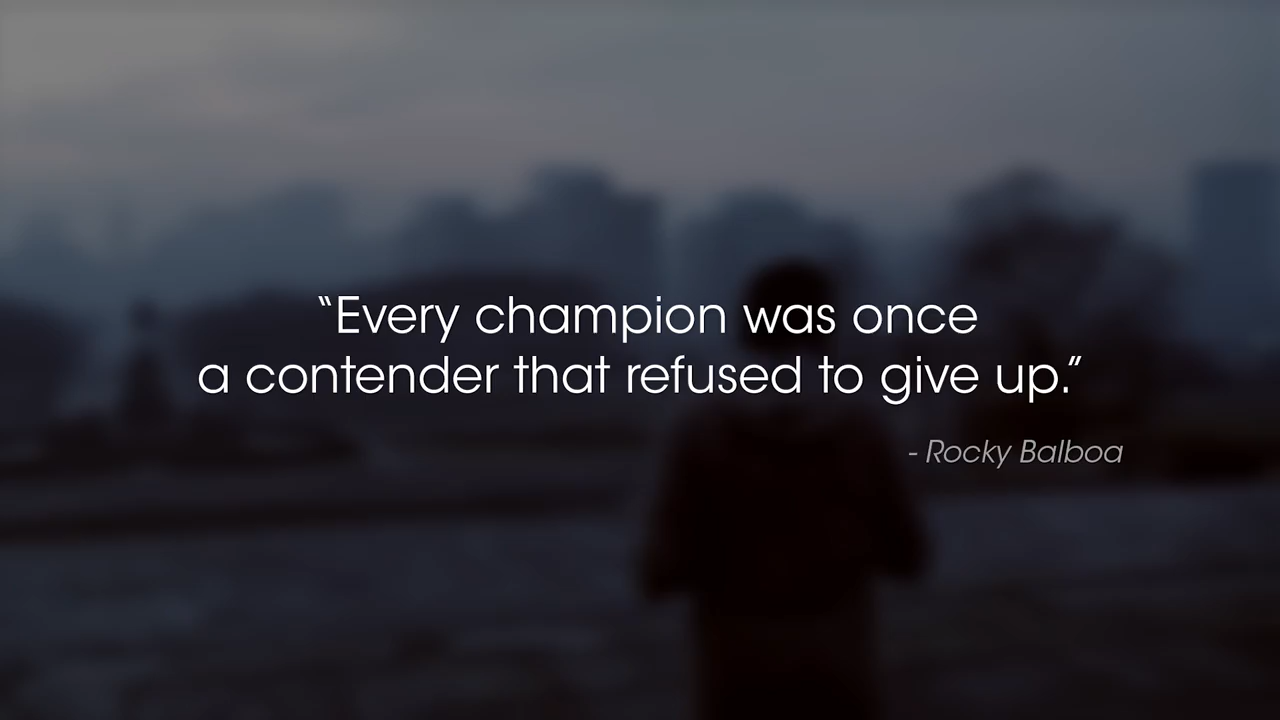 “Every champion was once
a contender that refused to give up.”
- Rocky Balboa